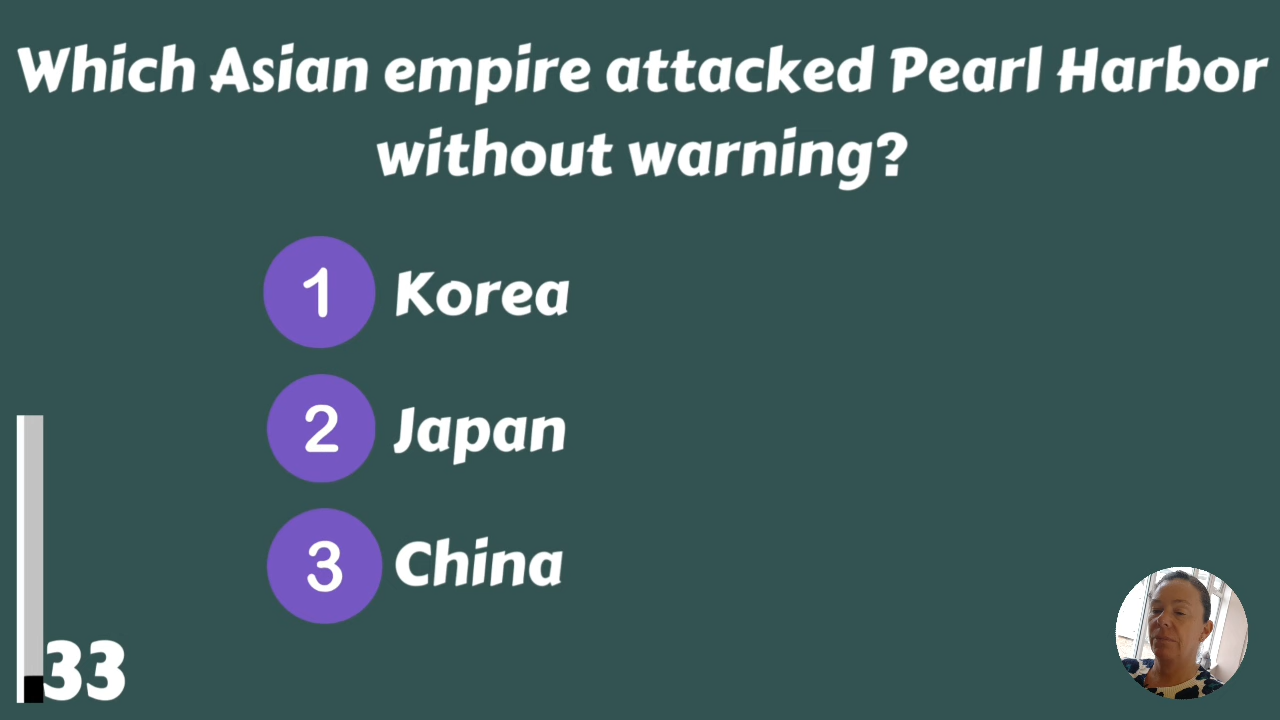 Which Asian empire attacked Pearl Harbor
without warning?
1 Korea
2 Japan
3 China
33